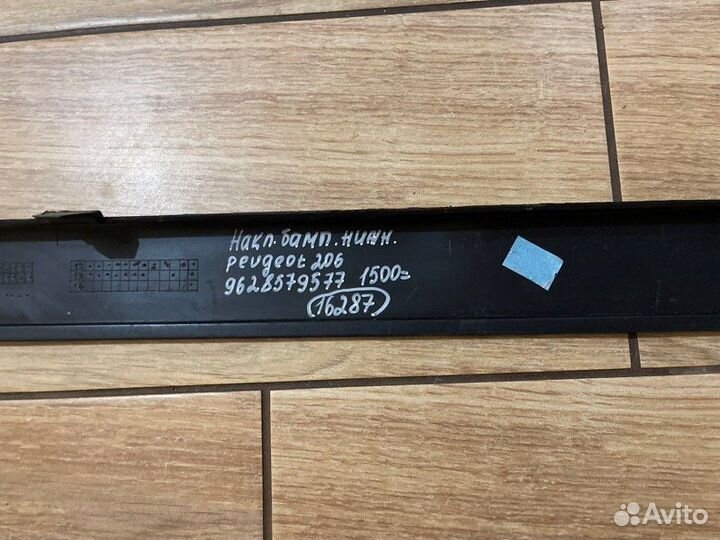 Накл. бамп. нижн.
Peugeot 206
9628579577 1500=
16287
Avito